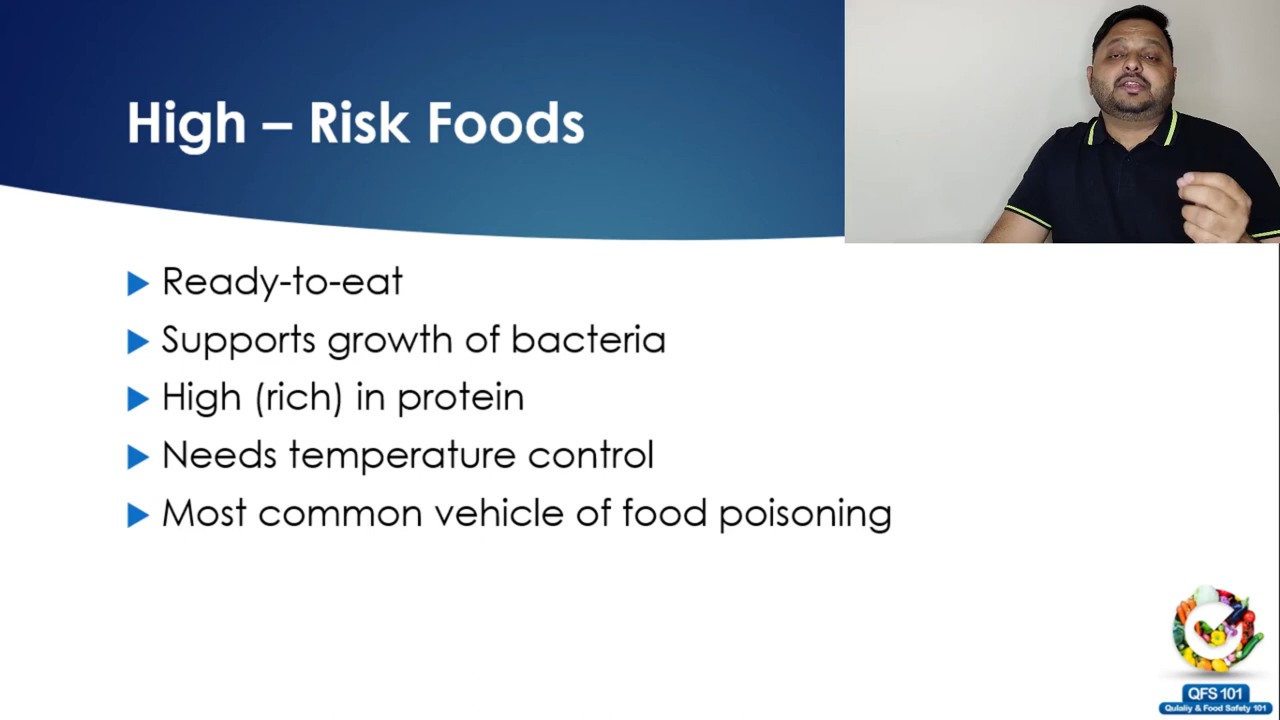 High – Risk Foods
Ready-to-eat
Supports growth of bacteria
High (rich) in protein
Needs temperature control
Most common vehicle of food poisoning
QFS 101
Qulaliy & Food Safety 101